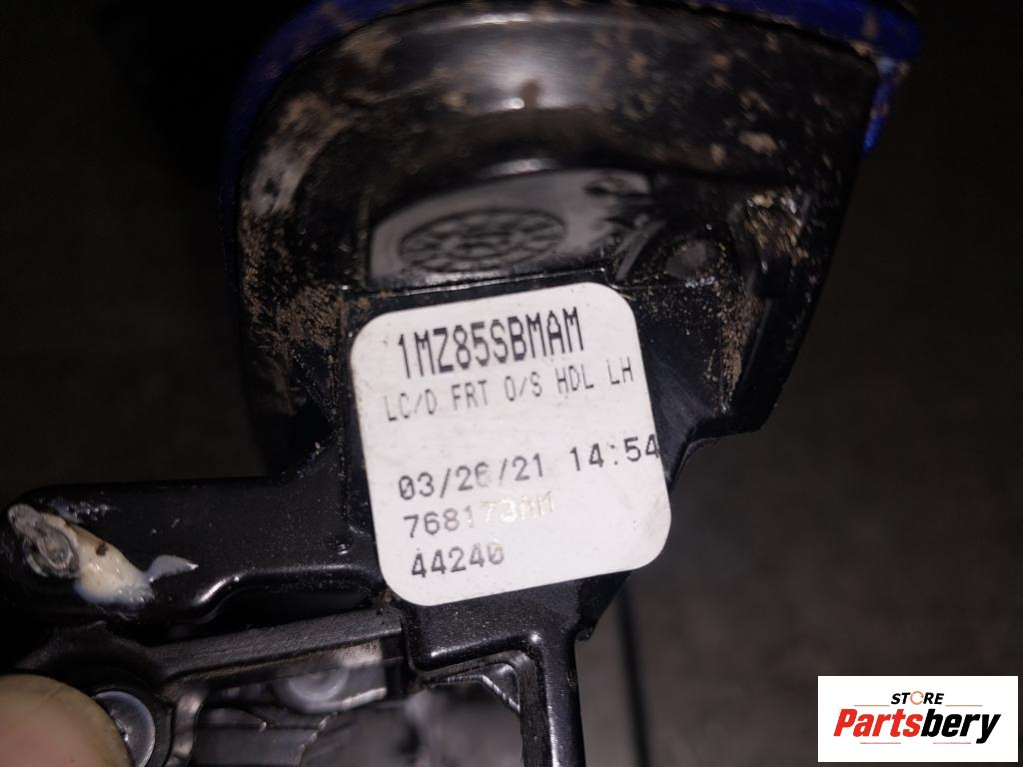 1MZ85SBMAM
LC/D FRT O/S HDL LH
03/26/21 14:54
44240
STORE
Partsbery